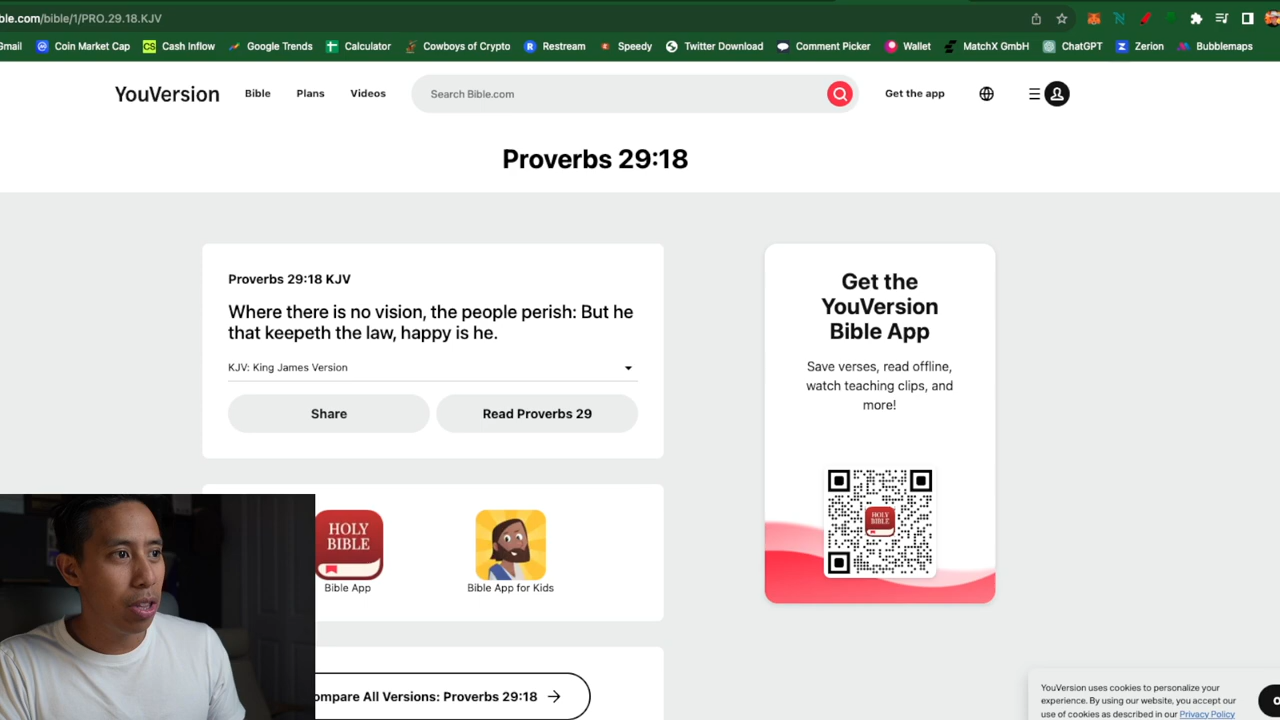 ble.com/bible/1/PRO.29.18.KJV
Gmail Coin Market Cap CS Cash Inflow Google Trends Calculator Cowboys of Crypto R Restream Speedy Twitter Download Comment Picker Wallet MatchX GmbH ChatGPT Z Zerion Bubblemaps
YouVersion Bible Plans Videos Search Bible.com Get the app
Proverbs 29:18
Proverbs 29:18 KJV
Where there is no vision, the people perish: But he
that keepeth the law, happy is he.
KJV: King James Version
Share Read Proverbs 29
HOLY
BIBLE
Bible App
Bible App for Kids
ompare All Versions: Proverbs 29:18
Get the
YouVersion
Bible App
Save verses, read offline,
watch teaching clips, and
more!
HOLY
BIBLE
YouVersion uses cookies to personalize your
experience. By using our website, you accept our
use of cookies as described in our Privacy Policy